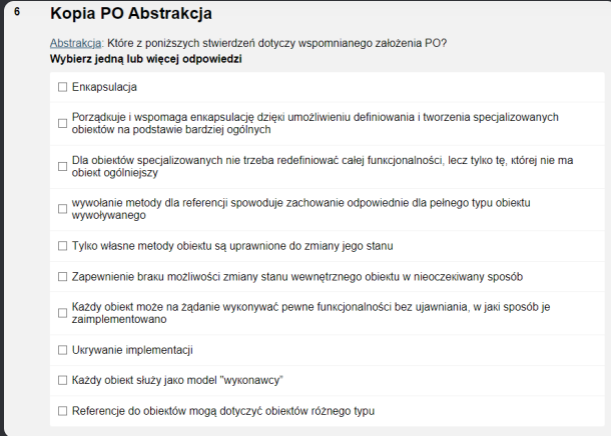 6
Kopia PO Abstrakcja
Abstrakcja: Które z poniższych stwierdzeń dotyczy wspomnianego założenia PO?
Wybierz jedną lub więcej odpowiedzi
Enkapsulacja
Porządkuje i wspomaga enkapsulację dzięki umożliwieniu definiowania i tworzenia specjalizowanych
obiektów na podstawie bardziej ogólnych
Dla obiektów specjalizowanych nie trzeba redefiniować całej funkcjonalności, lecz tylko tę, której nie ma
obiekt ogólniejszy
wywołanie metody dla referencji spowoduje zachowanie odpowiednie dla pełnego typu obiektu
wywoływanego
Tylko własne metody obiektu są uprawnione do zmiany jego stanu
Zapewnienie braku możliwości zmiany stanu wewnętrznego obiektu w nieoczekiwany sposób
Każdy obiekt może na żądanie wykonywać pewne funkcjonalności bez ujawniania, w jaki sposób je
zaimplementowano
Ukrywanie implementacji
Każdy obiekt służy jako model "wykonawcy"
Referencje do obiektów mogą dotyczyć obiektów różnego typu